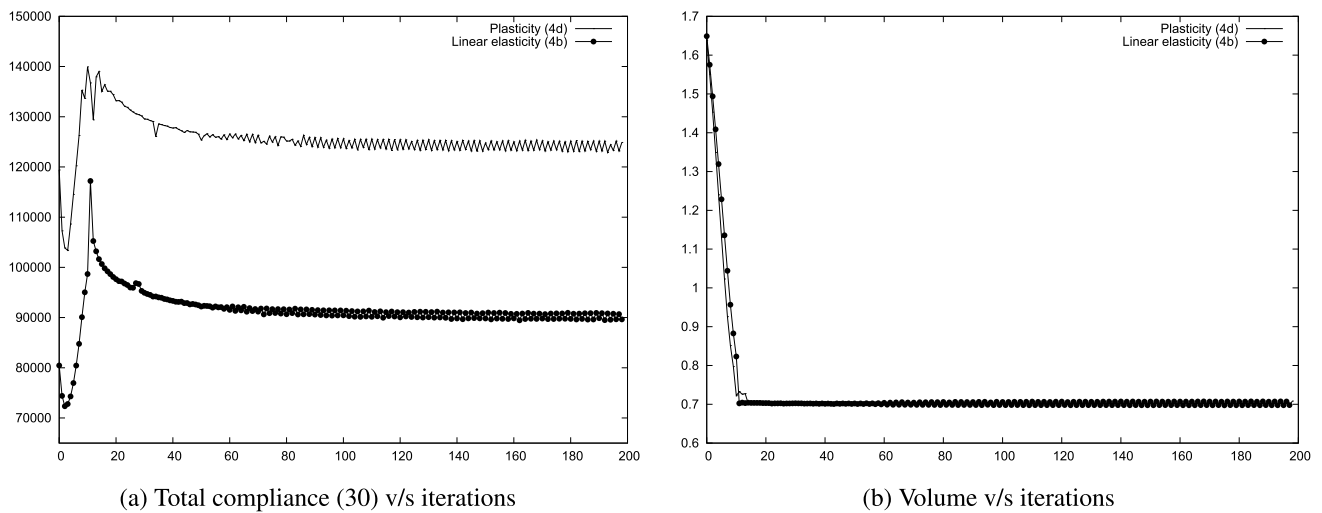 150000
140000
130000
120000
110000
100000
90000
80000
70000
0 20 40 60 80 100 120 140 160 180 200
Plasticity (4d)
Linear elasticity (4b)
(a) Total compliance (30) v/s iterations
1.7
1.6
1.5
1.4
1.3
1.2
1.1
1
0.9
0.8
0.7
0.6
0 20 40 60 80 100 120 140 160 180 200
Plasticity (4d)
Linear elasticity (4b)
(b) Volume v/s iterations